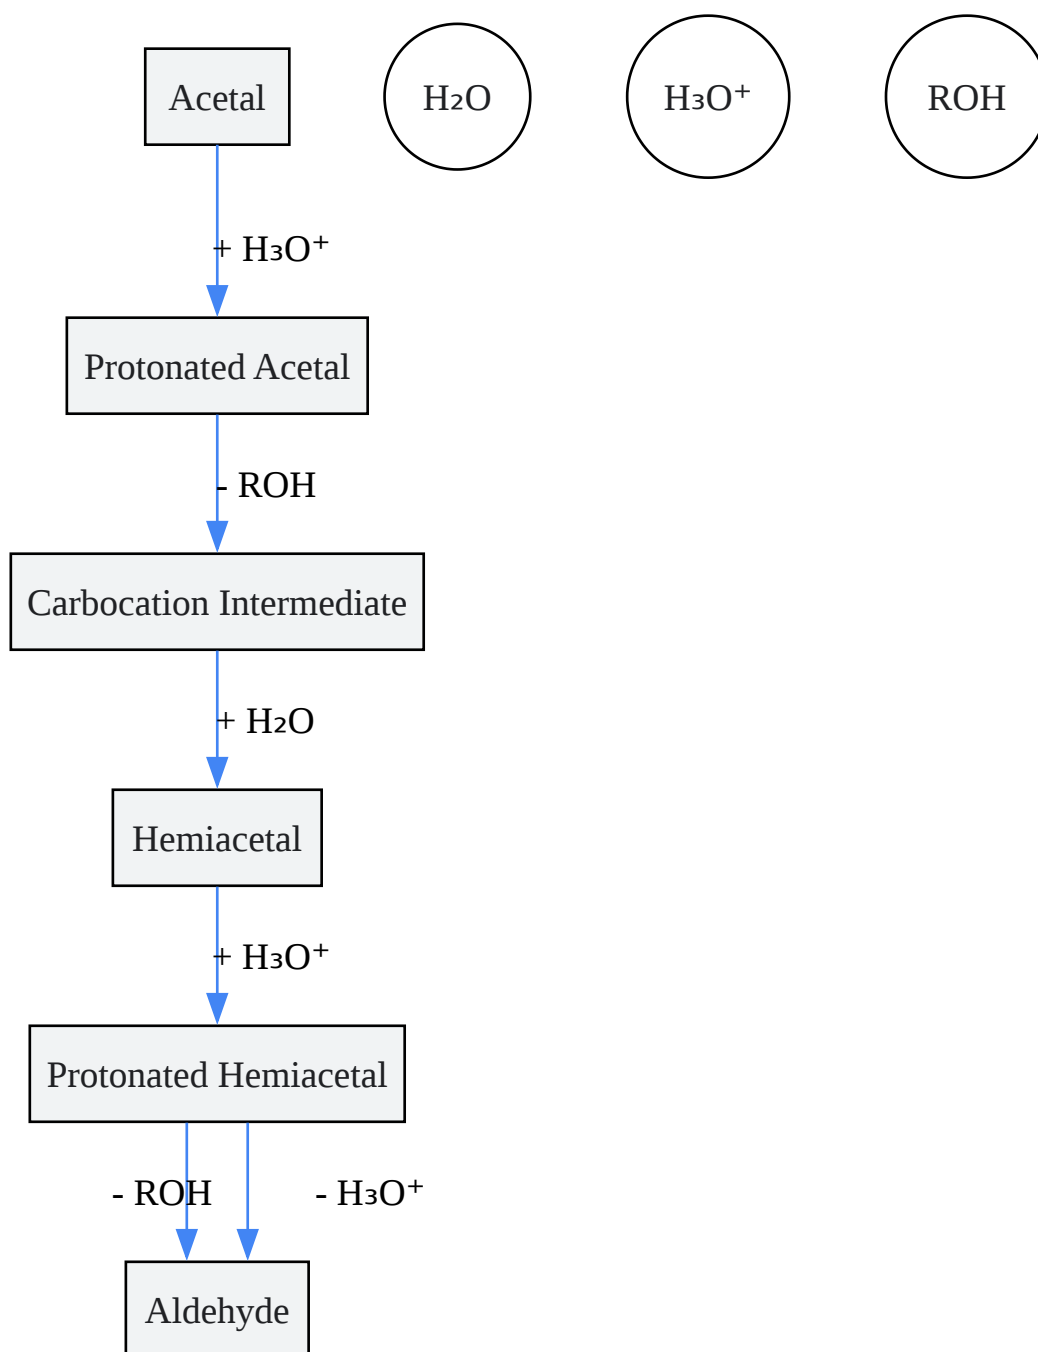 Acetal
H₂O
H₃O⁺
ROH
+ H₃O⁺
Protonated Acetal
- ROH
Carbocation Intermediate
+ H₂O
Hemiacetal
+ H₃O⁺
Protonated Hemiacetal
- ROH
- H₃O⁺
Aldehyde